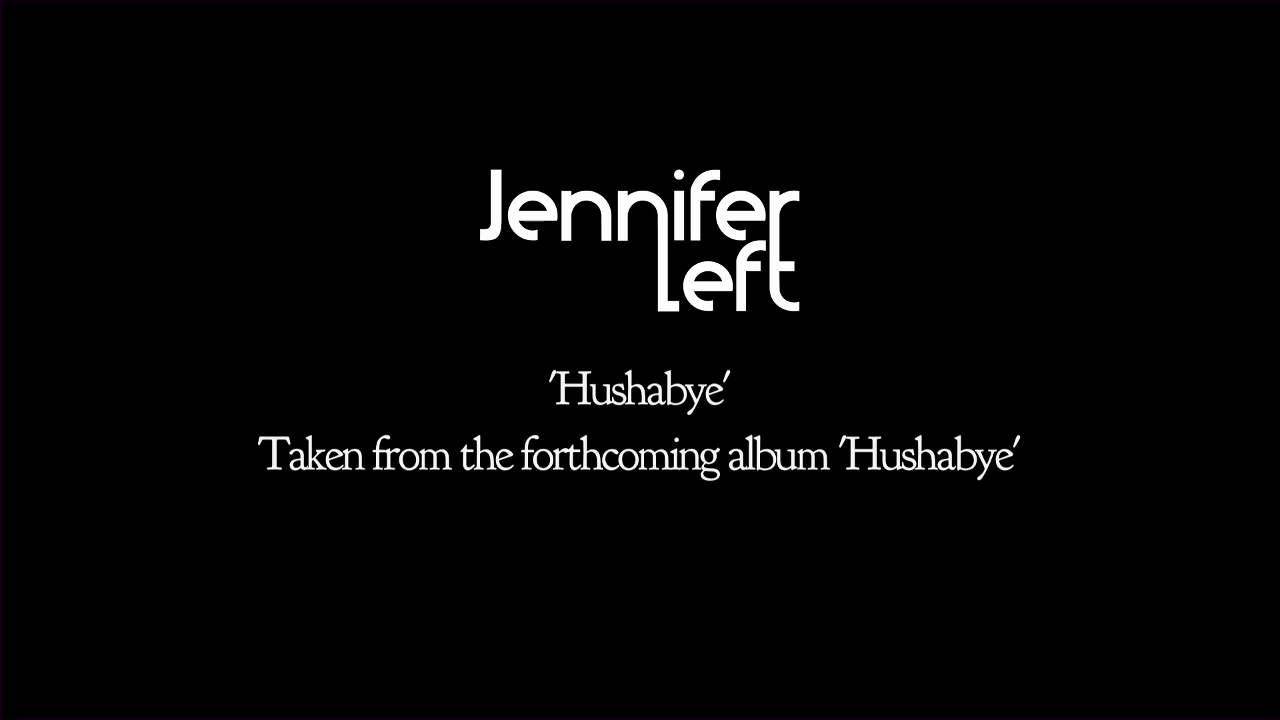 Jennifer
Left
'Hushabye'
Taken from the forthcoming album 'Hushabye'